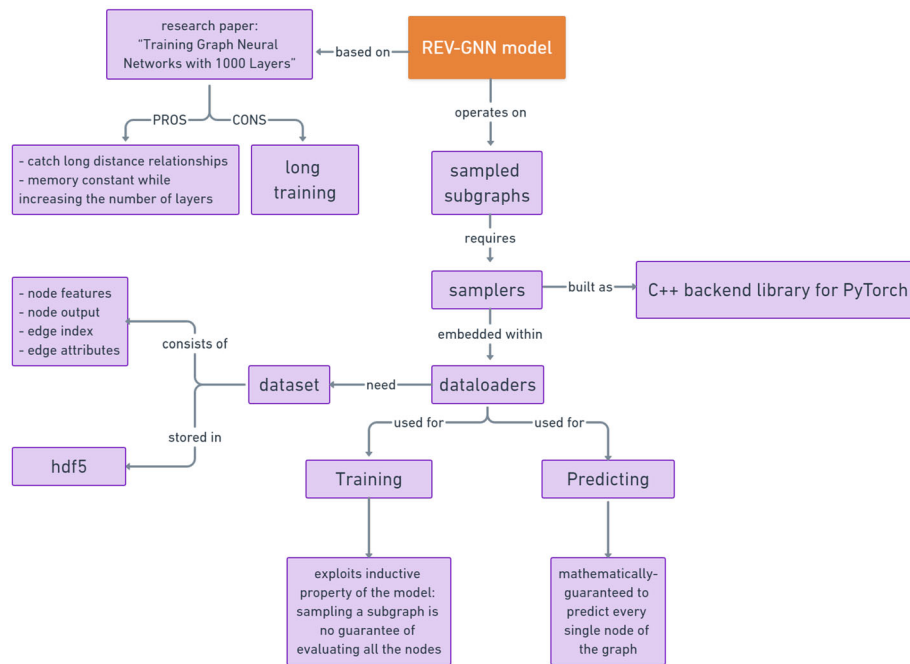 research paper:
“Training Graph Neural
Networks with 1000 Layers”
based on
REV-GNN model
PROS
CONS
operates on
- catch long distance relationships
- memory constant while
increasing the number of layers
long
training
sampled
subgraphs
requires
samplers
built as
C++ backend library for PyTorch
- node features
- node output
- edge index
- edge attributes
embedded within
consists of
dataset
need
dataloaders
stored in
used for
used for
hdf5
Training
Predicting
exploits inductive
property of the model:
sampling a subgraph is
no guarantee of
evaluating all the nodes
mathematically-
guaranteed to
predict every
single node of
the graph